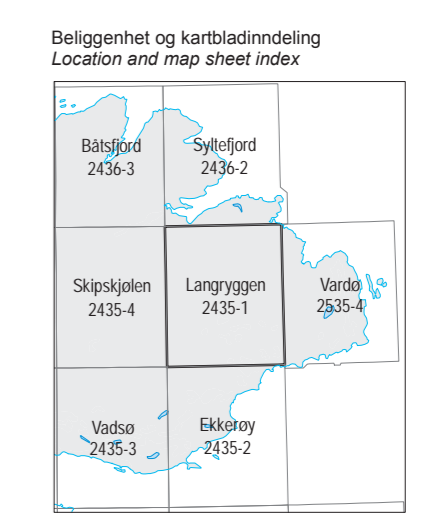 Beliggenhet og kartbladinndeling
Location and map sheet index
Båtsfjord
2436-3
Syltefjord
2436-2
Skipskjølen
2435-4
Langryggen
2435-1
Vardø
2535-4
Vadsø
2435-3
Ekkerøy
2435-2